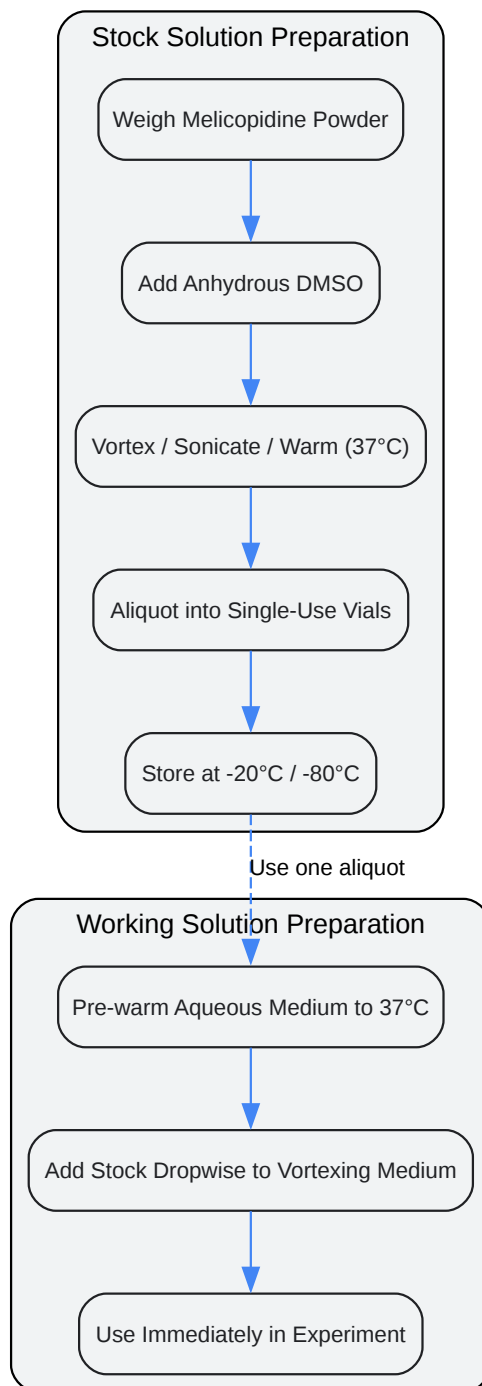 Stock Solution Preparation
Weigh Melicopidine Powder
Add Anhydrous DMSO
Vortex / Sonicate / Warm (37°C)
Aliquot into Single-Use Vials
Store at -20°C / -80°C
Use one aliquot
Working Solution Preparation
Pre-warm Aqueous Medium to 37°C
Add Stock Dropwise to Vortexing Medium
Use Immediately in Experiment